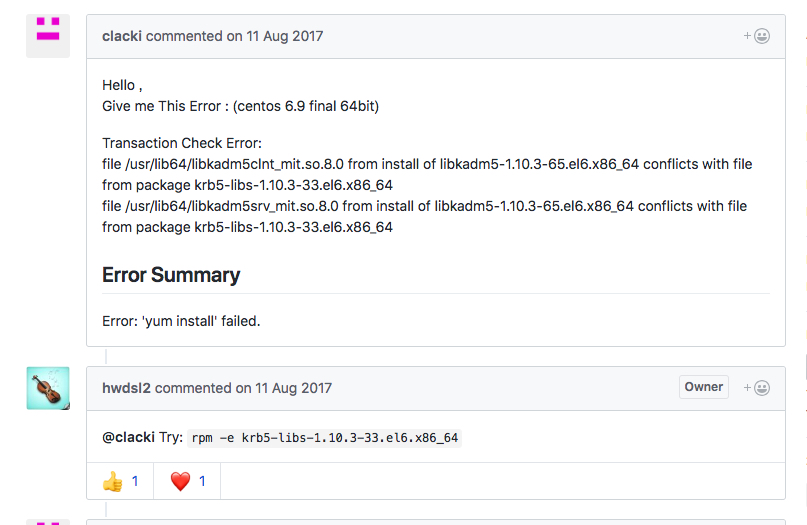 clacki commented on 11 Aug 2017
Hello ,
Give me This Error : (centos 6.9 final 64bit)
Transaction Check Error:
file /usr/lib64/libkadm5clnt_mit.so.8.0 from install of libkadm5-1.10.3-65.el6.x86_64 conflicts with file
from package krb5-libs-1.10.3-33.el6.x86_64
file /usr/lib64/libkadm5srv_mit.so.8.0 from install of libkadm5-1.10.3-65.el6.x86_64 conflicts with file
from package krb5-libs-1.10.3-33.el6.x86_64
Error Summary
Error: 'yum install' failed.
hwdsl2 commented on 11 Aug 2017 Owner
@clacki Try: rpm -e krb5-libs-1.10.3-33.el6.x86_64
👍 1 ❤️ 1